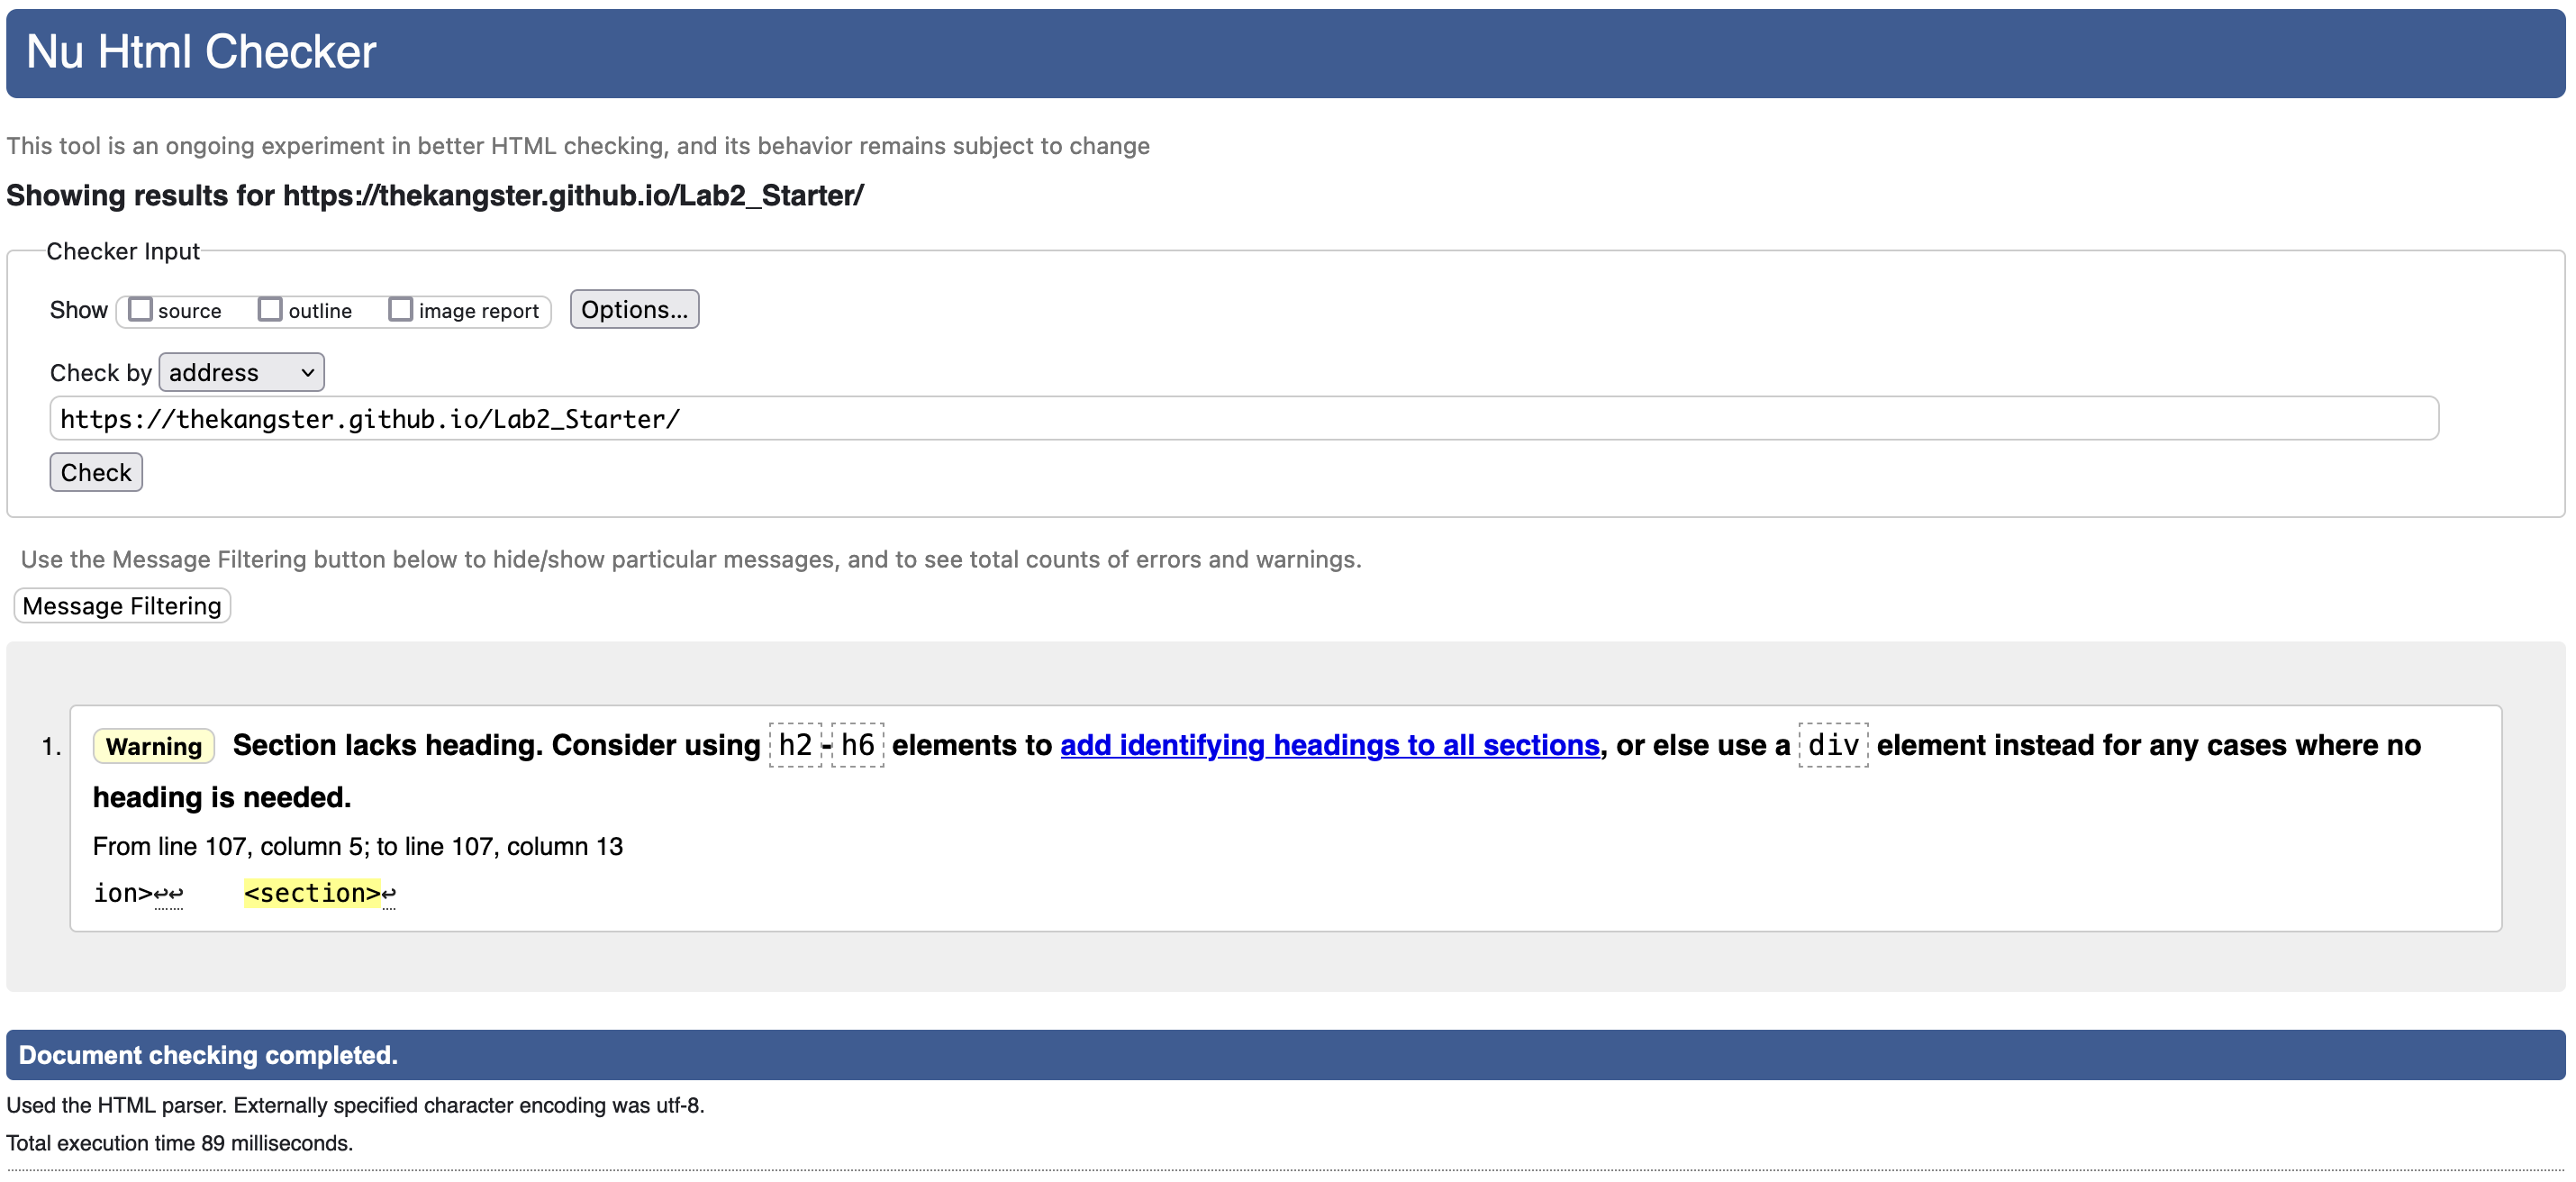 Nu Html Checker
This tool is an ongoing experiment in better HTML checking, and its behavior remains subject to change
Showing results for https://thekangster.github.io/Lab2_Starter/
Checker Input
Show source outline image report Options...
Check by address
https://thekangster.github.io/Lab2_Starter/
Check
Use the Message Filtering button below to hide/show particular messages, and to see total counts of errors and warnings.
Message Filtering
1. Warning Section lacks heading. Consider using h2-h6 elements to add identifying headings to all sections, or else use a div element instead for any cases where no
heading is needed.
From line 107, column 5; to line 107, column 13
ion>↩↩    <section>↩
Document checking completed.
Used the HTML parser. Externally specified character encoding was utf-8.
Total execution time 89 milliseconds.